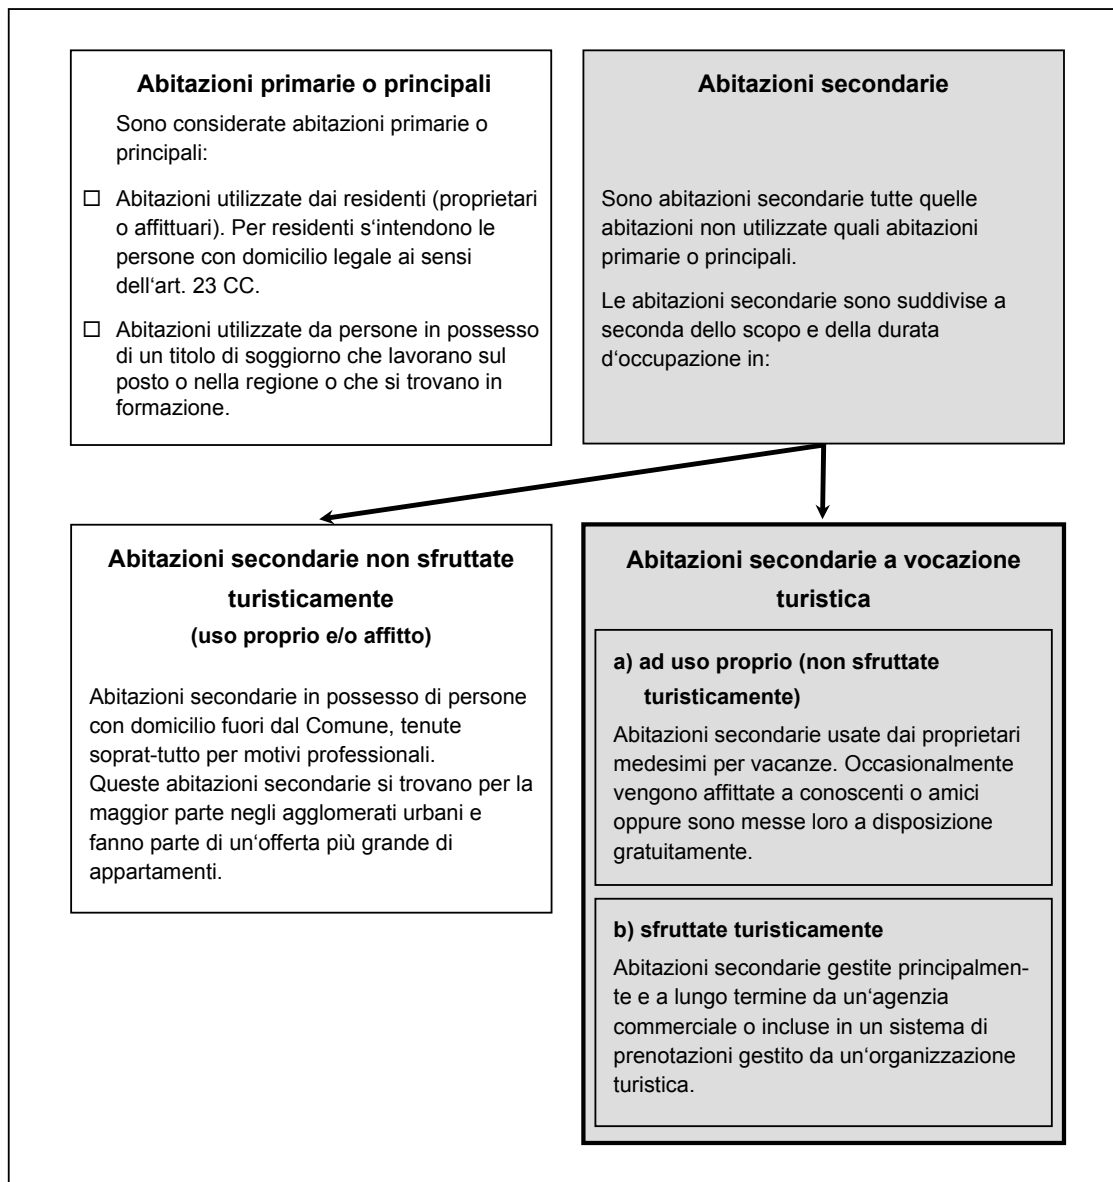 Abitazioni primarie o principali
Sono considerate abitazioni primarie o
principali:
☐ Abitazioni utilizzate dai residenti (proprietari
o affittuari). Per residenti s‘intendono le
persone con domicilio legale ai sensi
dell‘art. 23 CC.
☐ Abitazioni utilizzate da persone in possesso
di un titolo di soggiorno che lavorano sul
posto o nella regione o che si trovano in
formazione.
Abitazioni secondarie
Sono abitazioni secondarie tutte quelle
abitazioni non utilizzate quali abitazioni
primarie o principali.
Le abitazioni secondarie sono suddivise a
seconda dello scopo e della durata
d'occupazione in:
Abitazioni secondarie non sfruttate
turisticamente
(uso proprio e/o affitto)
Abitazioni secondarie in possesso di persone
con domicilio fuori dal Comune, tenute
soprat-tutto per motivi professionali.
Queste abitazioni secondarie si trovano per la
maggior parte negli agglomerati urbani e
fanno parte di un‘offerta più grande di
appartamenti.
Abitazioni secondarie a vocazione
turistica
a) ad uso proprio (non sfruttate
turisticamente)
Abitazioni secondarie usate dai proprietari
medesimi per vacanze. Occasionalmente
vengono affittate a conoscenti o amici
oppure sono messe loro a disposizione
gratuitamente.
b) sfruttate turisticamente
Abitazioni secondarie gestite principalmen-
te e a lungo termine da un‘agenzia
commerciale o incluse in un sistema di
prenotazioni gestito da un‘organizzazione
turistica.